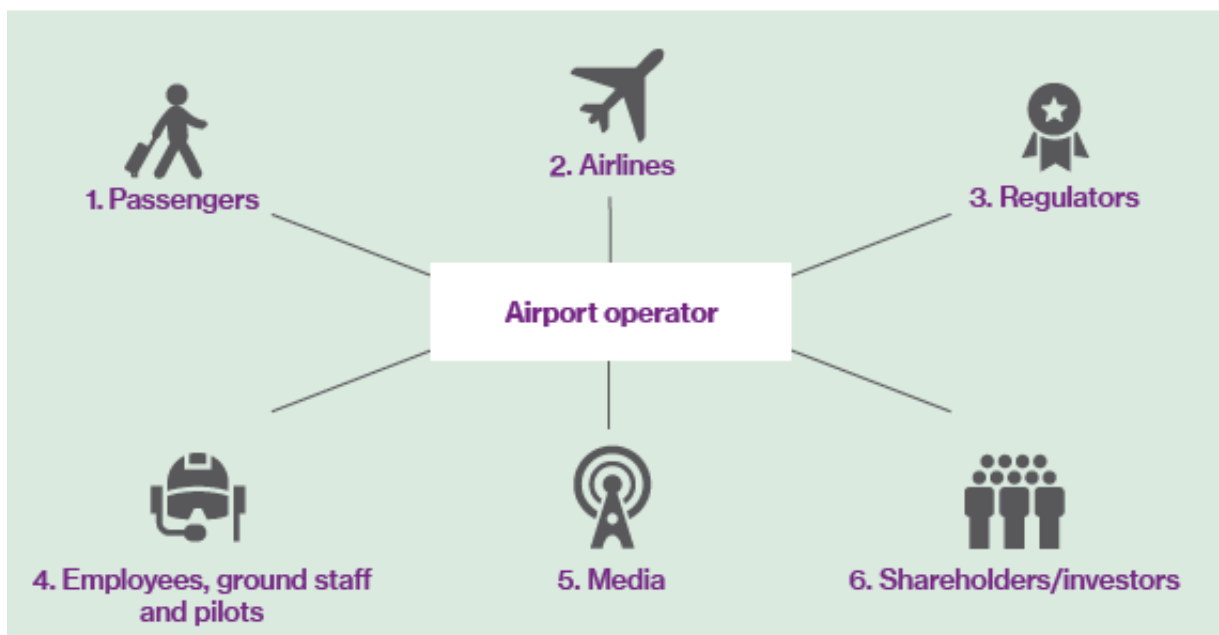 2. Airlines
1. Passengers
3. Regulators
Airport operator
4. Employees, ground staff
and pilots
5. Media
6. Shareholders/investors